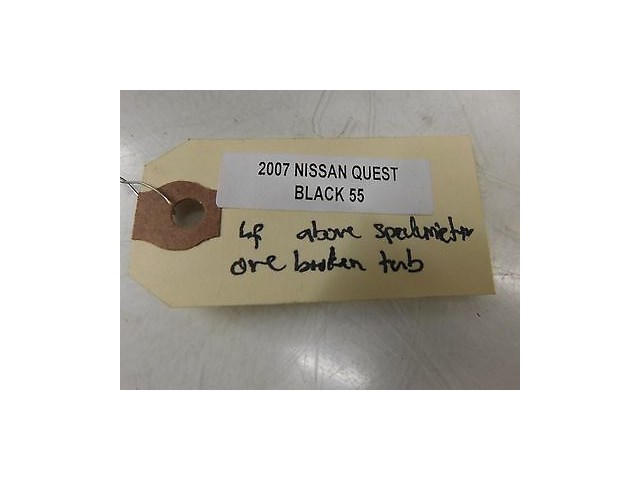 2007 NISSAN QUEST
BLACK 55
Lf above speedometer
one broken tab